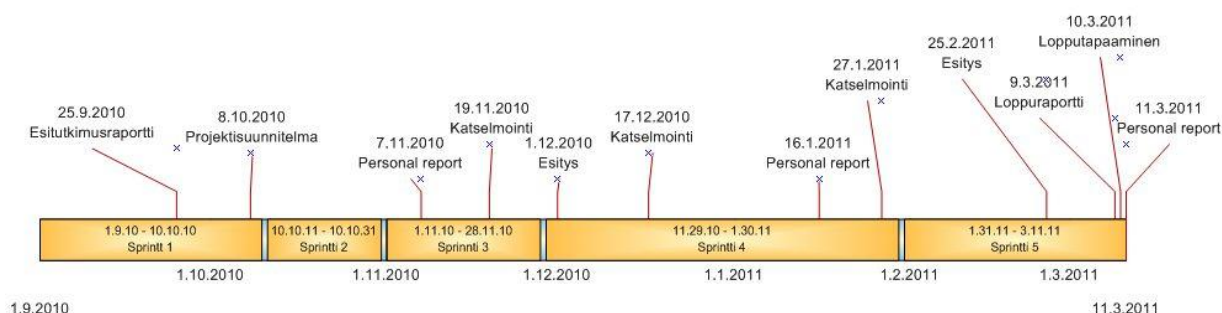 25.9.2010
Esitutkimusraportti
8.10.2010
Projektisuunnitelma
7.11.2010
Personal report
19.11.2010
Katselmointi
1.12.2010
Esitys
17.12.2010
Katselmointi
16.1.2011
Personal report
27.1.2011
Katselmointi
25.2.2011
Esitys
9.3.2011
Loppuraportti
10.3.2011
Lopputapaaminen
11.3.2011
Personal report
1.9.10 - 10.10.10
Sprintt 1
10.10.11 - 10.10.31
Sprintti 2
1.11.10 - 28.11.10
Sprinnti 3
11.29.10 - 1.30.11
Sprintti 4
1.31.11 - 3.11.11
Sprintti 5
1.10.2010
1.11.2010
1.12.2010
1.1.2011
1.2.2011
1.3.2011
1.9.2010
11.3.2011